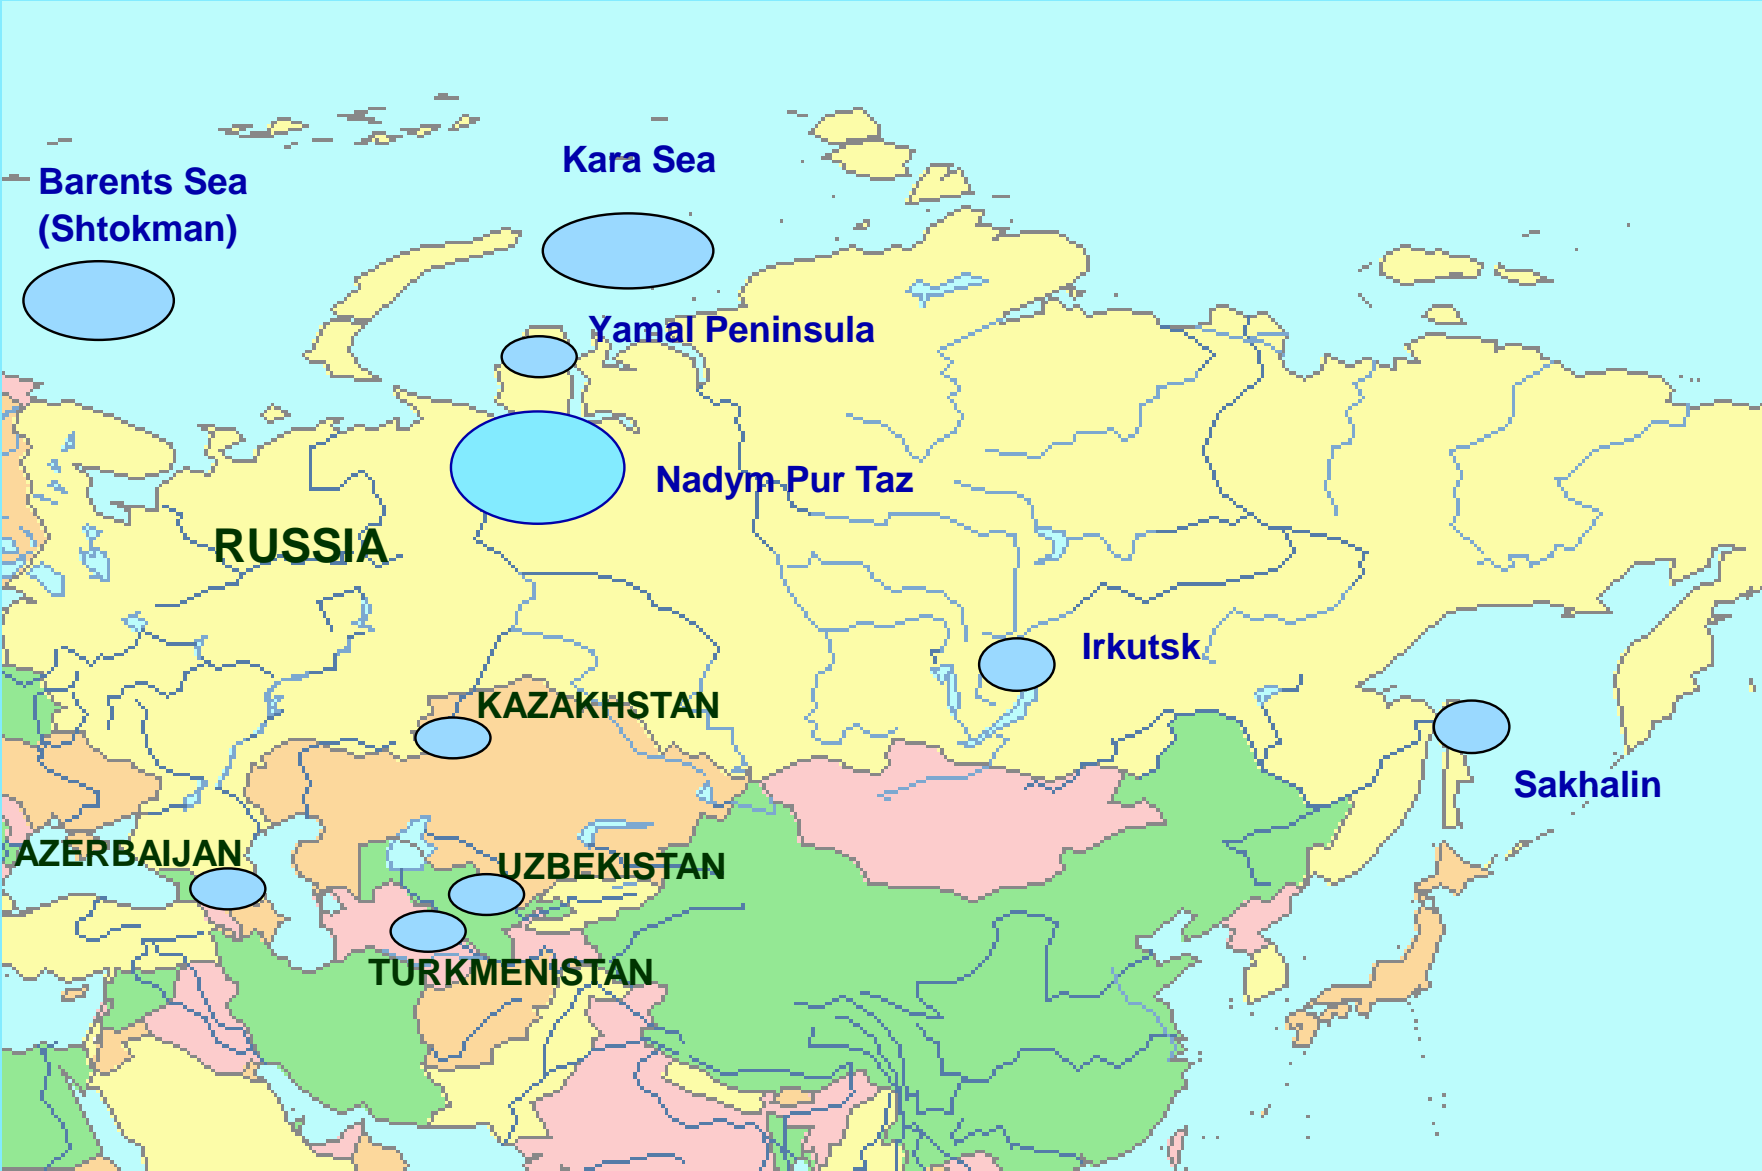 Kara Sea
Barents Sea
(Shtokman)
Yamal Peninsula
Nadym Pur Taz
RUSSIA
Irkutsk
KAZAKHSTAN
Sakhalin
AZERBAIJAN
UZBEKISTAN
TURKMENISTAN